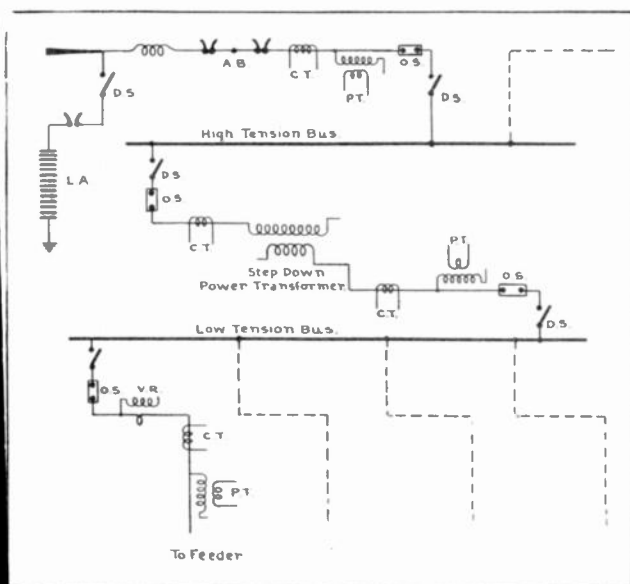 A.B.
C.T.
P.T.
O.S.
D.S.
D.S.
High Tension Bus.
L A
D.S.
O.S.
C.T.
P.T.
Step Down
Power Transformer
C.T.
O.S.
D.S.
Low Tension Bus.
O.S.
V.R.
C.T.
P.T.
To Feeder